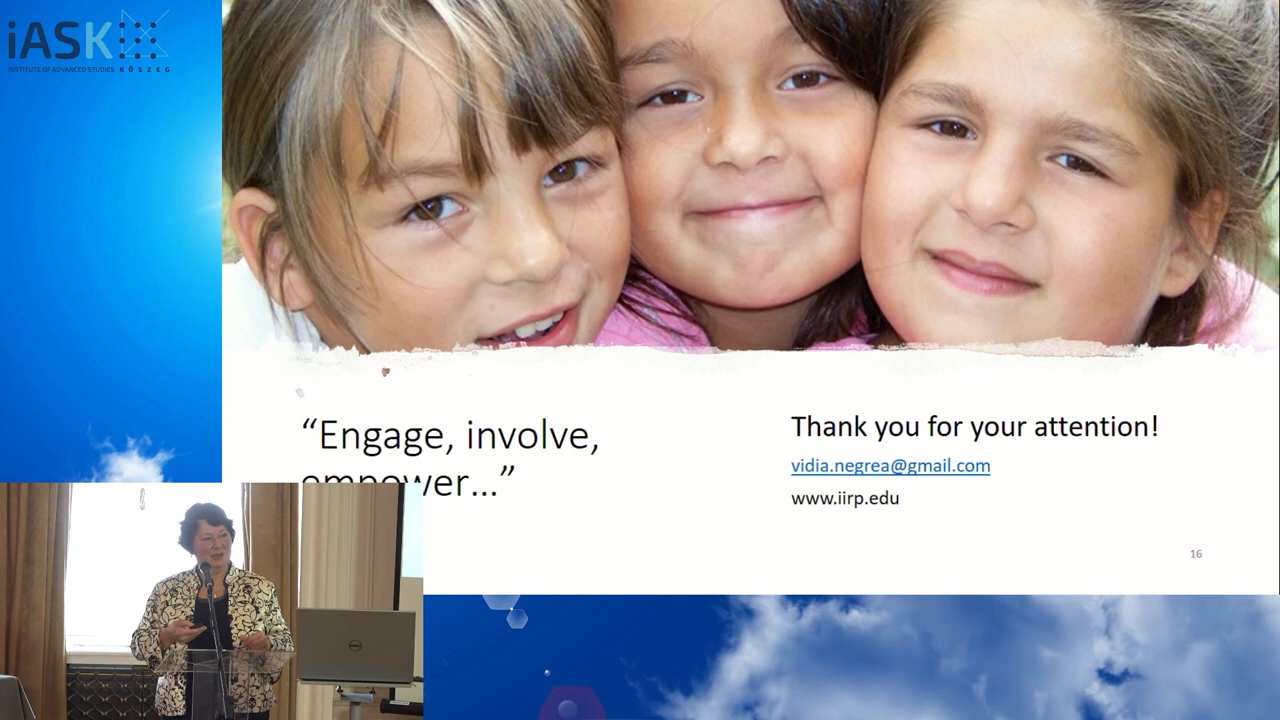 iASK
INSTITUTE OF ADVANCED STUDIES KŐSZEG
“Engage, involve,
empower...”
Thank you for your attention!
vidia.negrea@gmail.com
www.iirp.edu
16
DELL